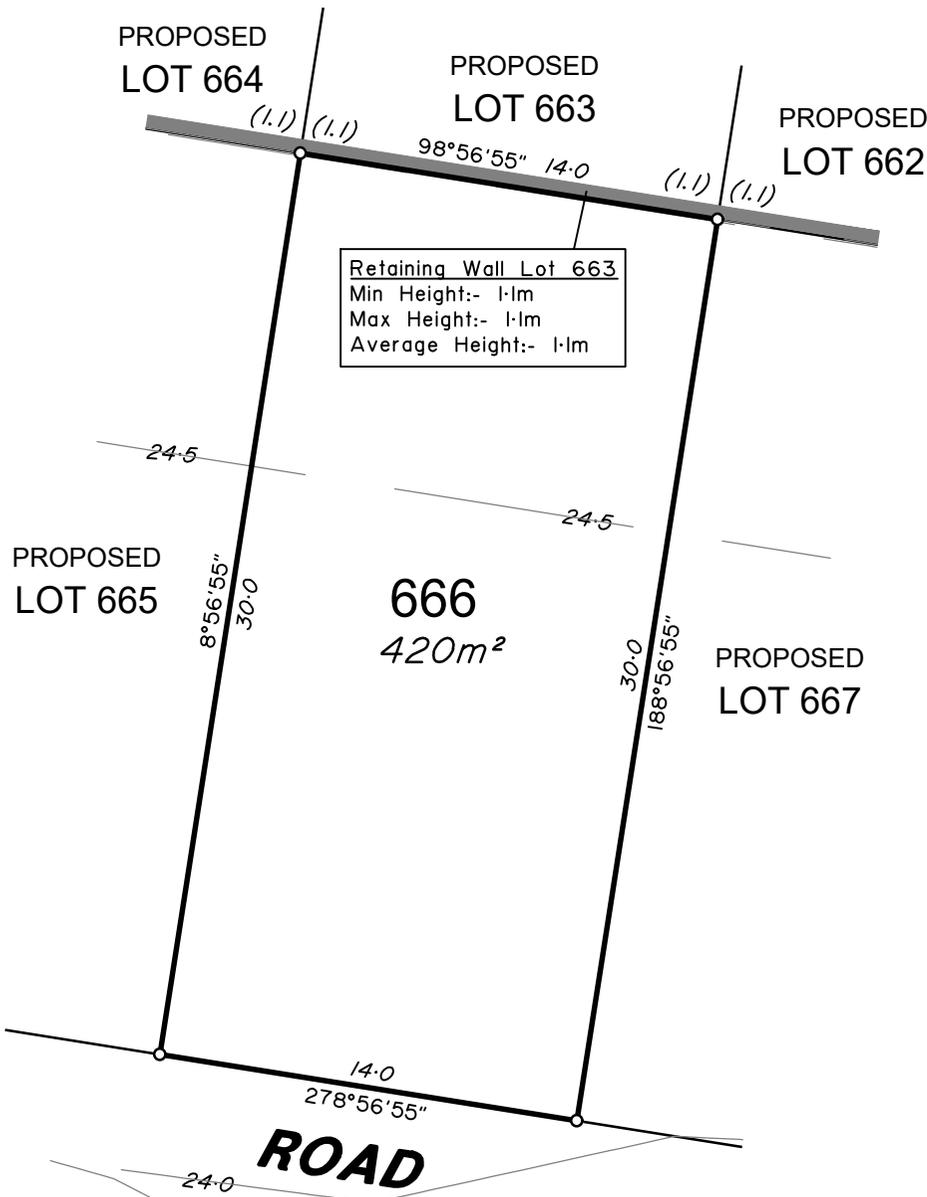 PROPOSED
LOT 664
PROPOSED
LOT 663
PROPOSED
LOT 662
(1.1) (1.1)
98°56'55" 14·0
(1.1) (1.1)
Retaining Wall Lot 663
Min Height:- 1·1m
Max Height:- 1·1m
Average Height:- 1·1m
24·5
24·5
PROPOSED
LOT 665
8°56'55"
30·0
666
420m²
30·0
188°56'55"
PROPOSED
LOT 667
14·0
278°56'55"
ROAD
24·0